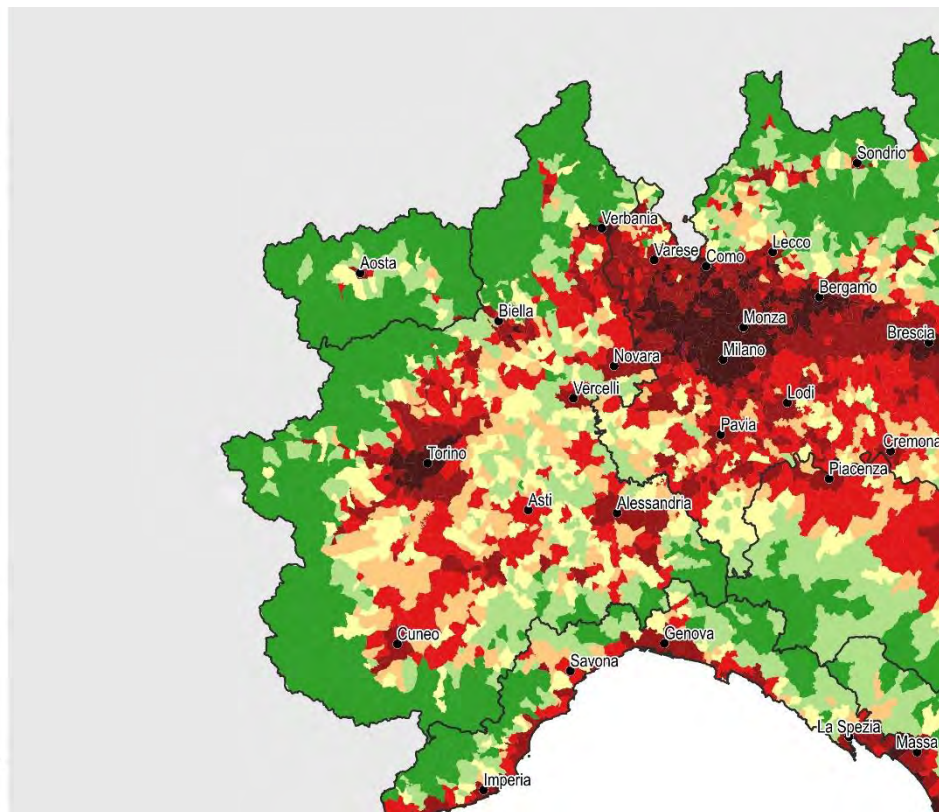 Sondrio
Verbania
Lecco
Varese
Como
Aosta
Bergamo
Biella
Monza
Brescia
Milano
Novara
Vercelli
Lodi
Pavia
Cremona
Torino
Piacenza
Asti
Alessandria
Cuneo
Genova
Savona
La Spezia
Massa
Imperia